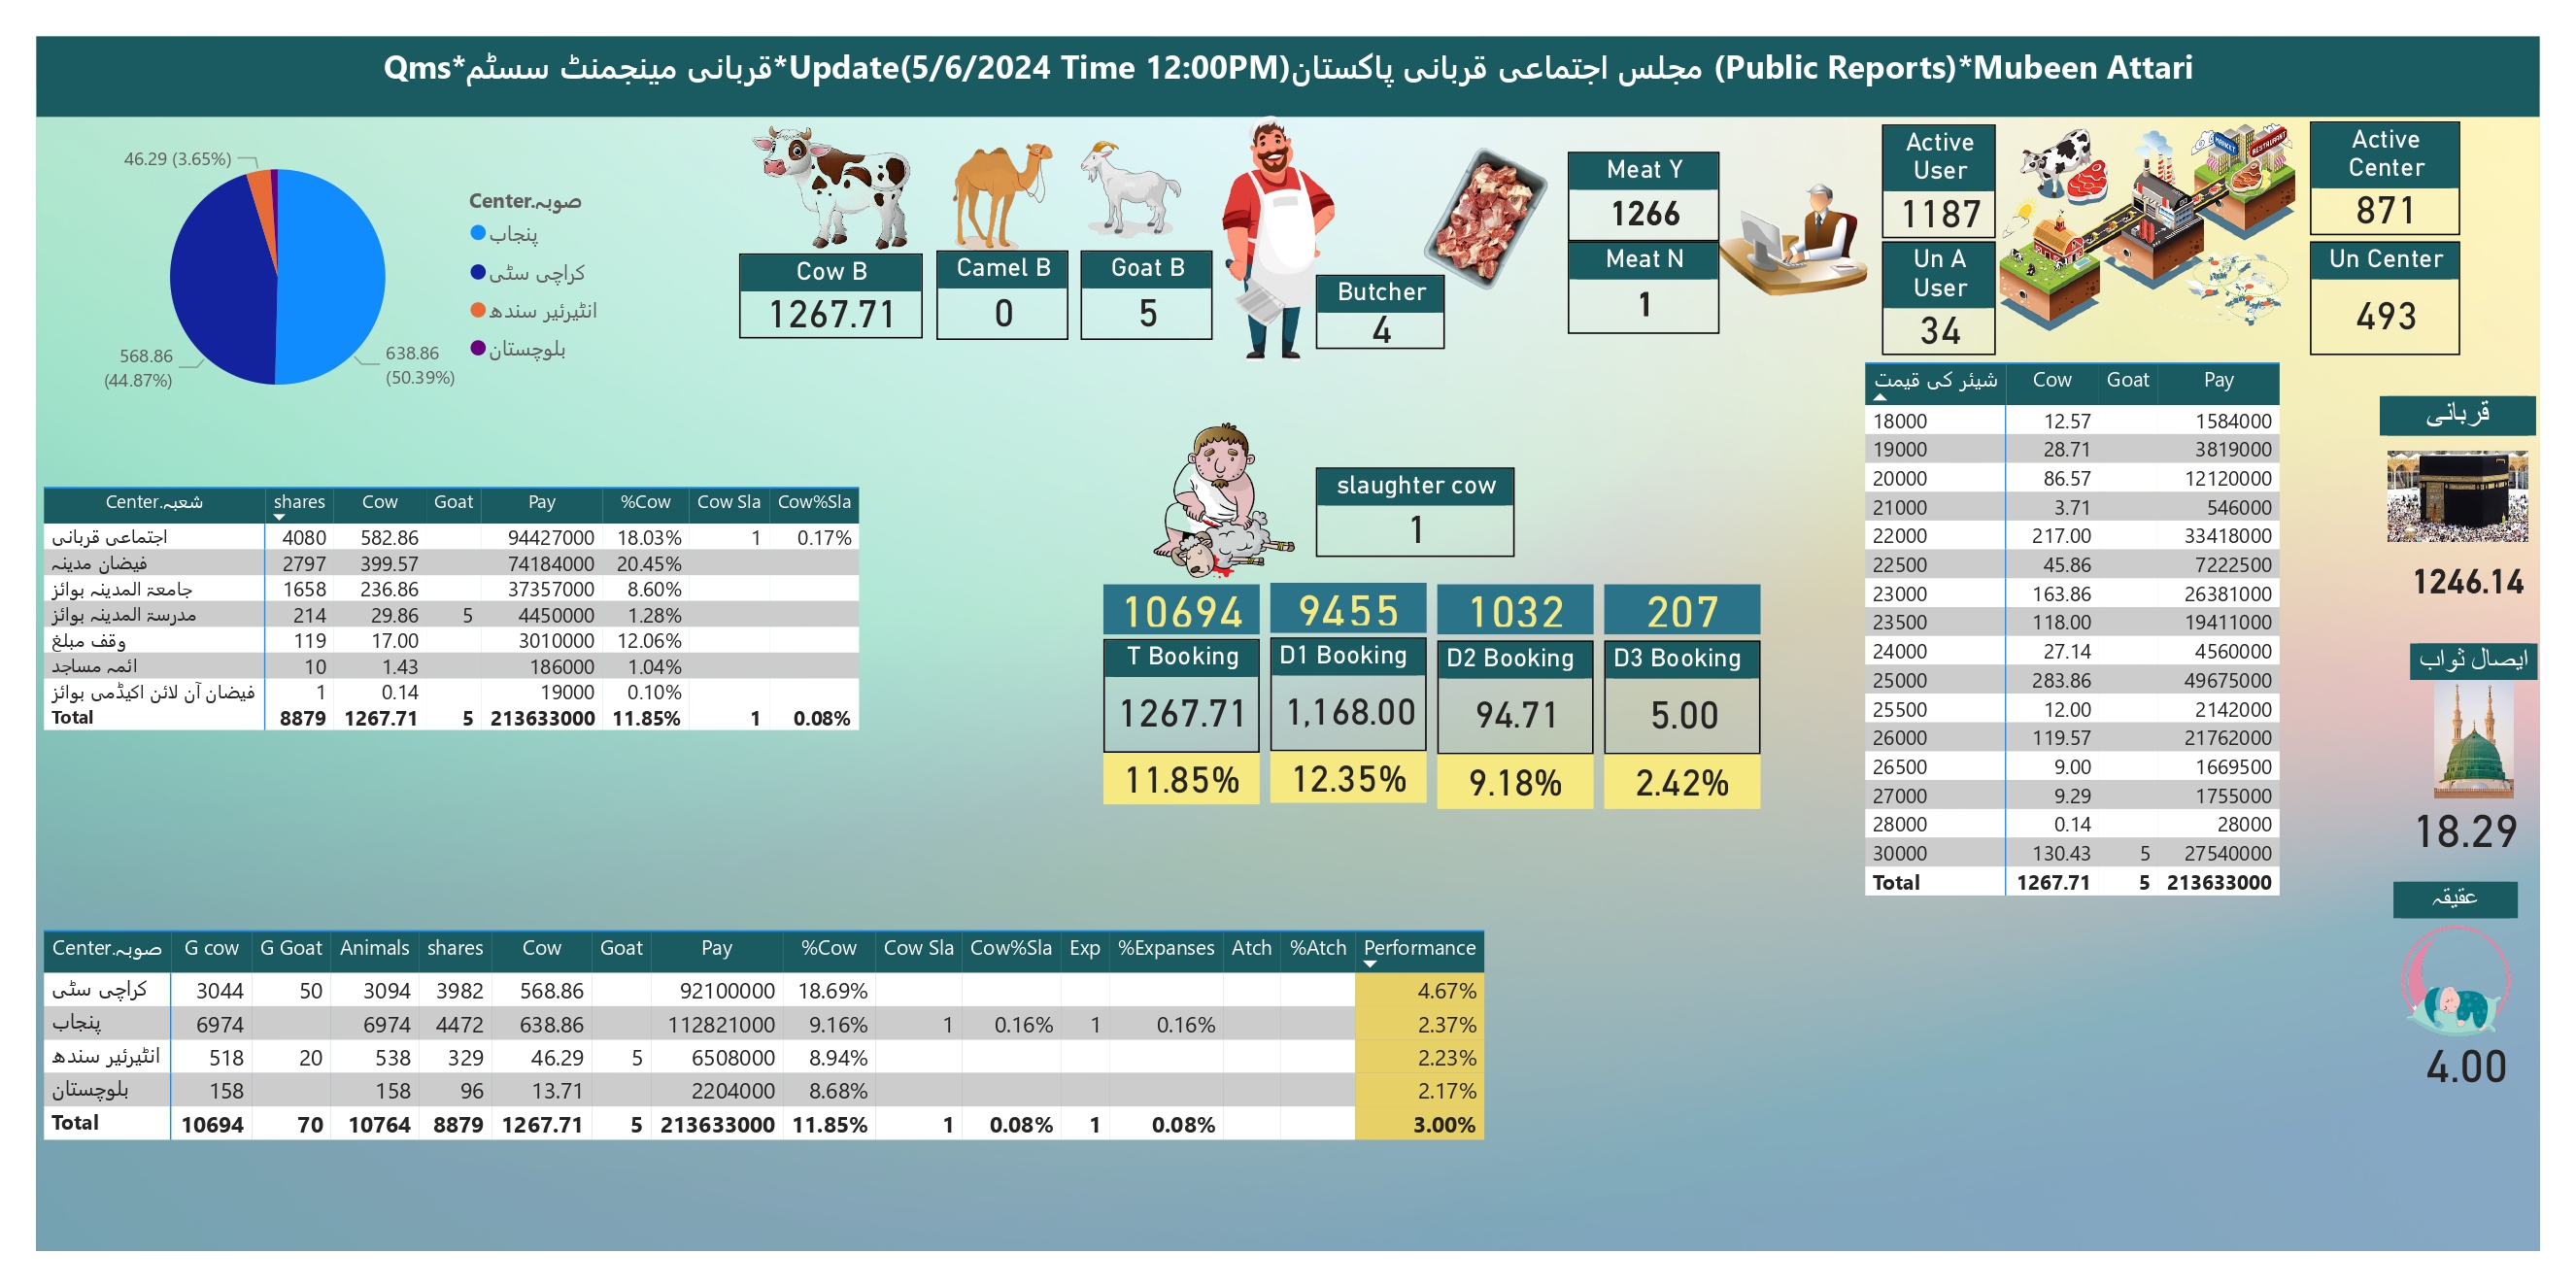 Qms*قربانی مینجمنٹ سسٹم*Update(5/6/2024 Time 12:00PM)مجلس اجتماعی قربانی پاکستان (Public Reports)*Mubeen Attari
46.29 (3.65%)
568.86
(44.87%)
638.86
(50.39%)
Center.صوبہ
پنجاب
کراچی سٹی
انٹیرئیر سندھ
بلوچستان
Cow B
1267.71
Camel B
0
Goat B
5
Butcher
4
Meat Y
1266
Meat N
1
Active User
1187
Un A User
34
MARKET
RESTAURANT
Active Center
871
Un Center
493
Center.شعبہ shares Cow Goat Pay %Cow Cow Sla Cow%Sla
اجتماعی قربانی 4080 582.86 94427000 18.03% 1 0.17%
فیضان مدینہ 2797 399.57 74184000 20.45%
جامعۃ المدینہ بوائز 1658 236.86 37357000 8.60%
مدرسۃ المدینہ بوائز 214 29.86 5 4450000 1.28%
وقف مبلغ 119 17.00 3010000 12.06%
ائمہ مساجد 10 1.43 186000 1.04%
فیضان آن لائن اکیڈمی بوائز 1 0.14 19000 0.10%
Total 8879 1267.71 5 213633000 11.85% 1 0.08%
slaughter cow
1
10694 9455 1032 207
T Booking D1 Booking D2 Booking D3 Booking
1267.71 1,168.00 94.71 5.00
11.85% 12.35% 9.18% 2.42%
شیئر کی قیمت Cow Goat Pay
18000 12.57 1584000
19000 28.71 3819000
20000 86.57 12120000
21000 3.71 546000
22000 217.00 33418000
22500 45.86 7222500
23000 163.86 26381000
23500 118.00 19411000
24000 27.14 4560000
25000 283.86 49675000
25500 12.00 2142000
26000 119.57 21762000
26500 9.00 1669500
27000 9.29 1755000
28000 0.14 28000
30000 130.43 5 27540000
Total 1267.71 5 213633000
قربانی
1246.14
ایصال ثواب
18.29
عقیقہ
4.00
Center.صوبہ G cow G Goat Animals shares Cow Goat Pay %Cow Cow Sla Cow%Sla Exp %Expanses Atch %Atch Performance
کراچی سٹی 3044 50 3094 3982 568.86 92100000 18.69% 4.67%
پنجاب 6974 6974 4472 638.86 112821000 9.16% 1 0.16% 1 0.16% 2.37%
انٹیرئیر سندھ 518 20 538 329 46.29 5 6508000 8.94% 2.23%
بلوچستان 158 158 96 13.71 2204000 8.68% 2.17%
Total 10694 70 10764 8879 1267.71 5 213633000 11.85% 1 0.08% 1 0.08% 3.00%